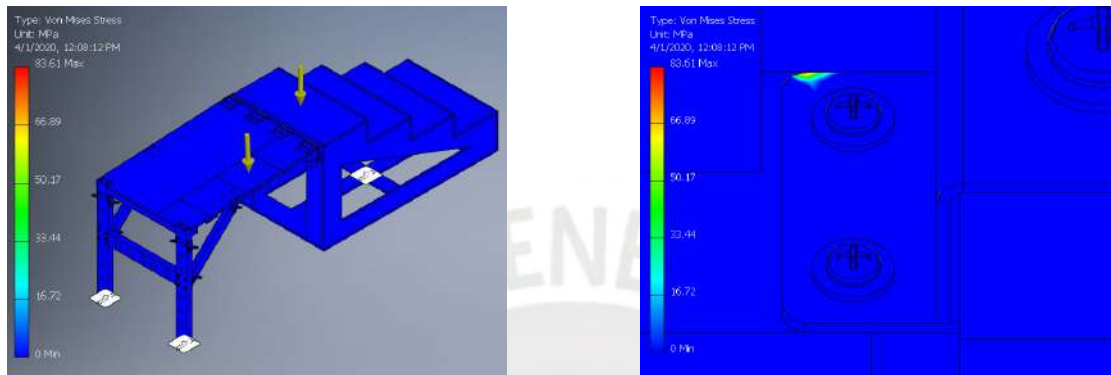 Type: Von Mises Stress
Unit: MPa
4/1/2020, 12:08:12 PM
83.61 Max
66.89
50.17
33.44
16.72
0 Min
Type: Von Mises Stress
Unit: MPa
4/1/2020, 12:08:12 PM
83.61 Max
66.89
50.17
33.44
16.72
0 Min
ENE